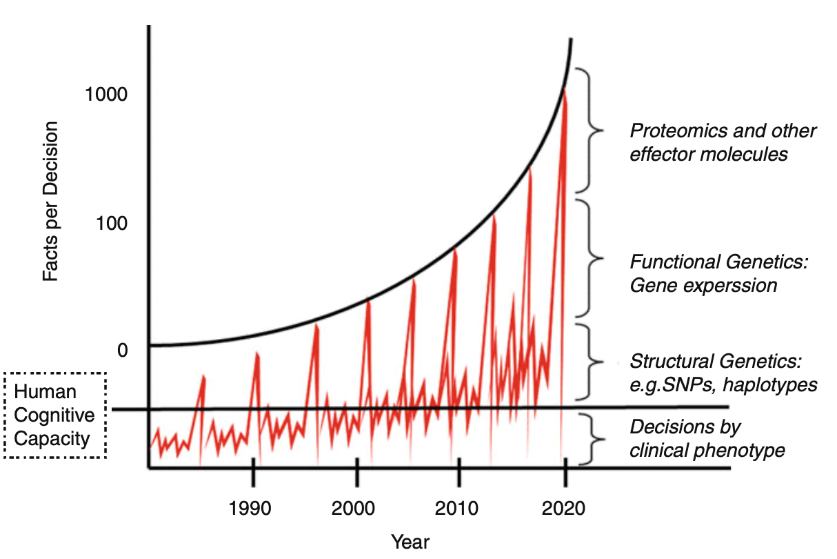 1000
100
0
Facts per Decision
Human
Cognitive
Capacity
Proteomics and other
effector molecules
Functional Genetics:
Gene experssion
Structural Genetics:
e.g.SNPs, haplotypes
Decisions by
clinical phenotype
1990
2000
2010
2020
Year